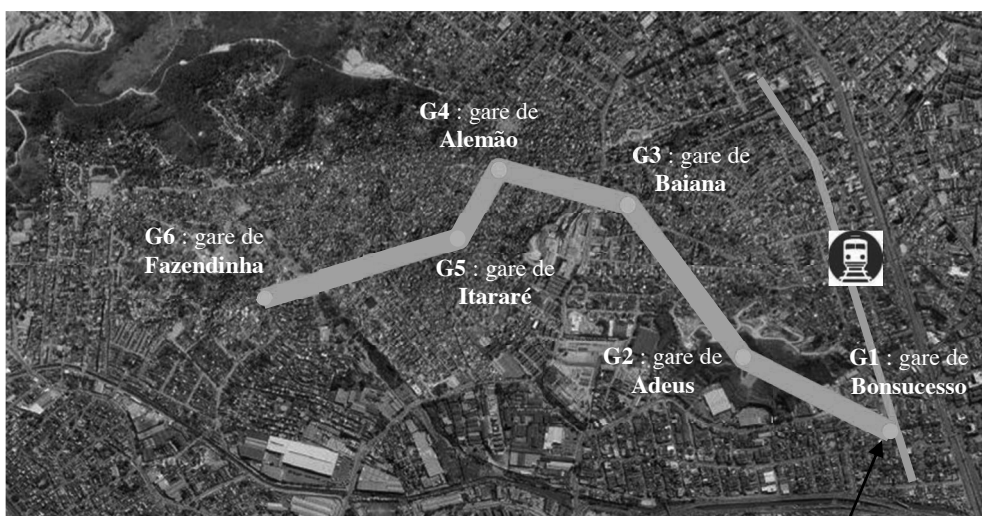 G4 : gare de
Alemão
G3 : gare de
Baiana
G6 : gare de
Fazendinha
G5 : gare de
Itararé
G2 : gare de
Adeus
G1 : gare de
Bonsucesso